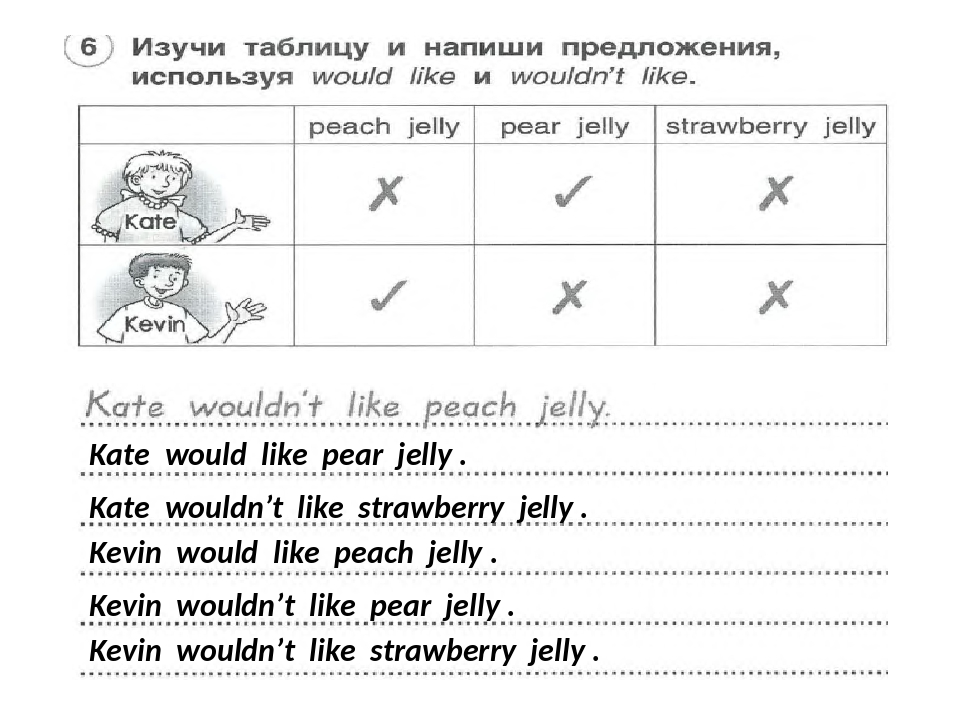 6 Изучи таблицу и напиши предложения,
используя would like и wouldn't like.
peach jelly pear jelly strawberry jelly
✗ ✓ ✗
Kate
✓ ✗ ✗
Kevin
Kate wouldn't like peach jelly.
Kate would like pear jelly .
Kate wouldn’t like strawberry jelly .
Kevin would like peach jelly .
Kevin wouldn’t like pear jelly .
Kevin wouldn’t like strawberry jelly .